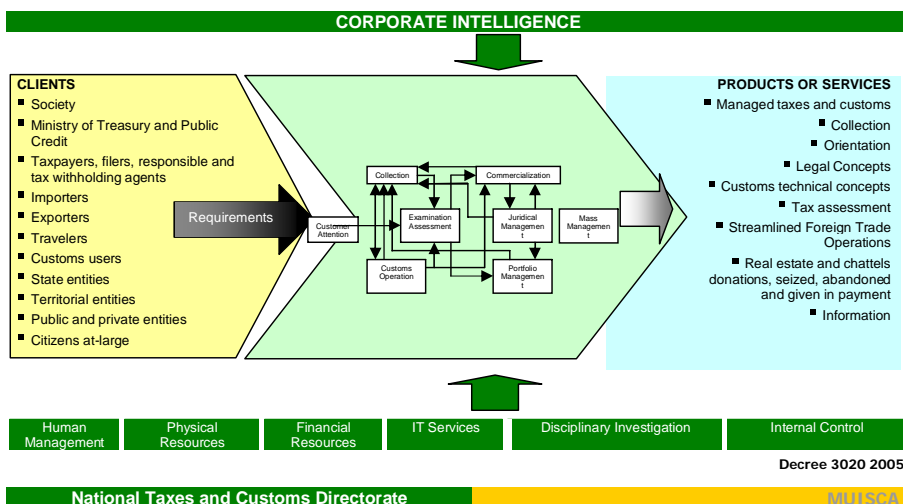 CORPORATE INTELLIGENCE
CLIENTS
Society
Ministry of Treasury and Public
Credit
Taxpayers, filers, responsible and
tax withholding agents
Importers
Exporters
Travelers
Customs users
State entities
Territorial entities
Public and private entities
Citizens at-large
Requirements
Customer
Attention
Collection
Commercialization
Examination
Assessment
Juridical
Managemen
t
Mass
Managemen
t
Customs
Operation
Portfolio
Managemen
t
PRODUCTS OR SERVICES
Managed taxes and customs
Collection
Orientation
Legal Concepts
Customs technical concepts
Tax assessment
Streamlined Foreign Trade
Operations
Real estate and chattels
donations, seized, abandoned
and given in payment
Information
Human
Management
Physical
Resources
Financial
Resources
IT Services
Disciplinary Investigation
Internal Control
Decree 3020 2005
National Taxes and Customs Directorate
MUISCA